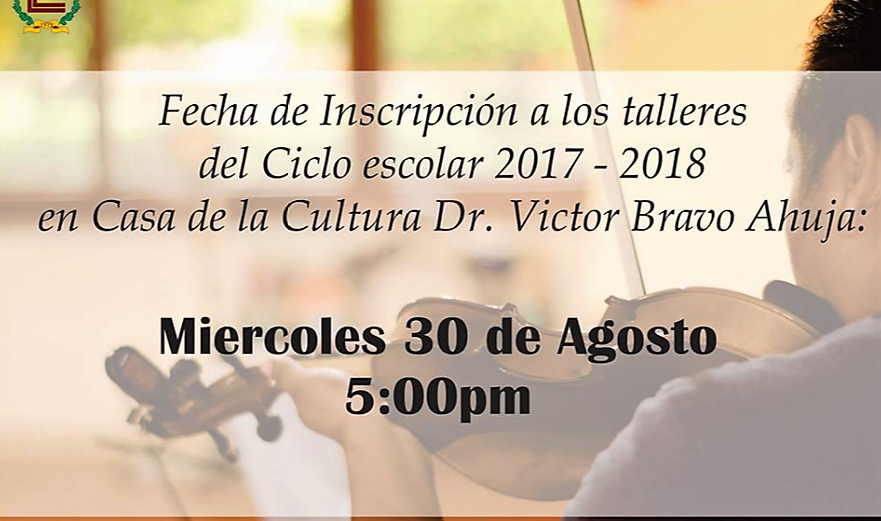 Fecha de Inscripción a los talleres
del Ciclo escolar 2017 - 2018
en Casa de la Cultura Dr. Victor Bravo Ahuja:
Miercoles 30 de Agosto
5:00pm